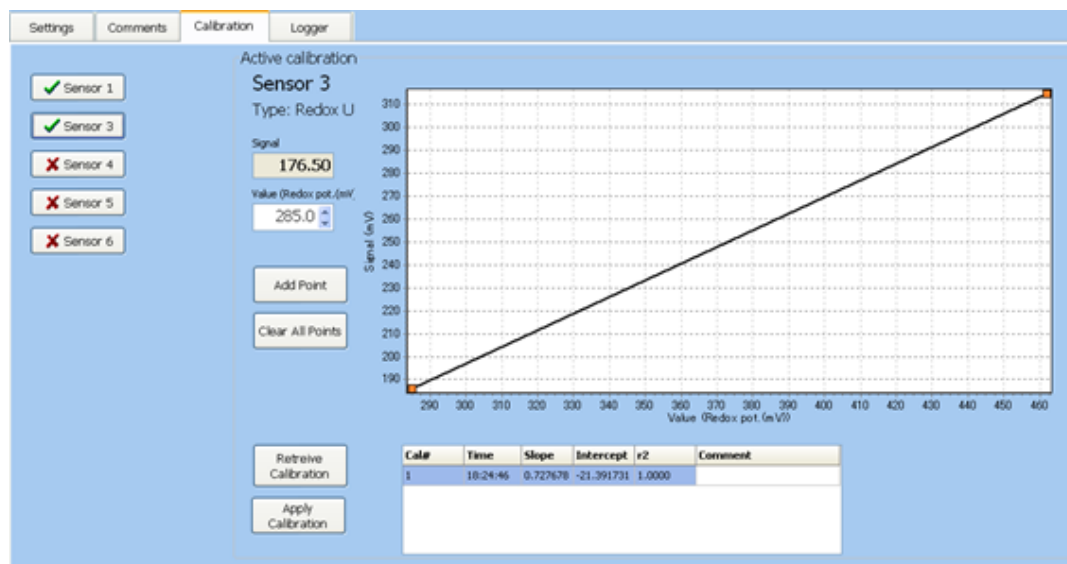 Settings Comments Calibration Logger
Sensor 1
Sensor 3
Sensor 4
Sensor 5
Sensor 6
Active calibration
Sensor 3
Type: Redox U
Signal
176.50
Value (Redox pot.(mV)
285.0
Add Point
Clear All Points
Retreive
Calibration
Apply
Calibration
Signal (mV)
310
300
290
280
270
260
250
240
230
220
210
200
190
290 300 310 320 330 340 350 360 370 380 390 400 410 420 430 440 450 460
Value (Redox pot.(mV))
Cal# Time Slope Intercept r2 Comment
1 18:24:46 0.727678 -21.391731 1.0000